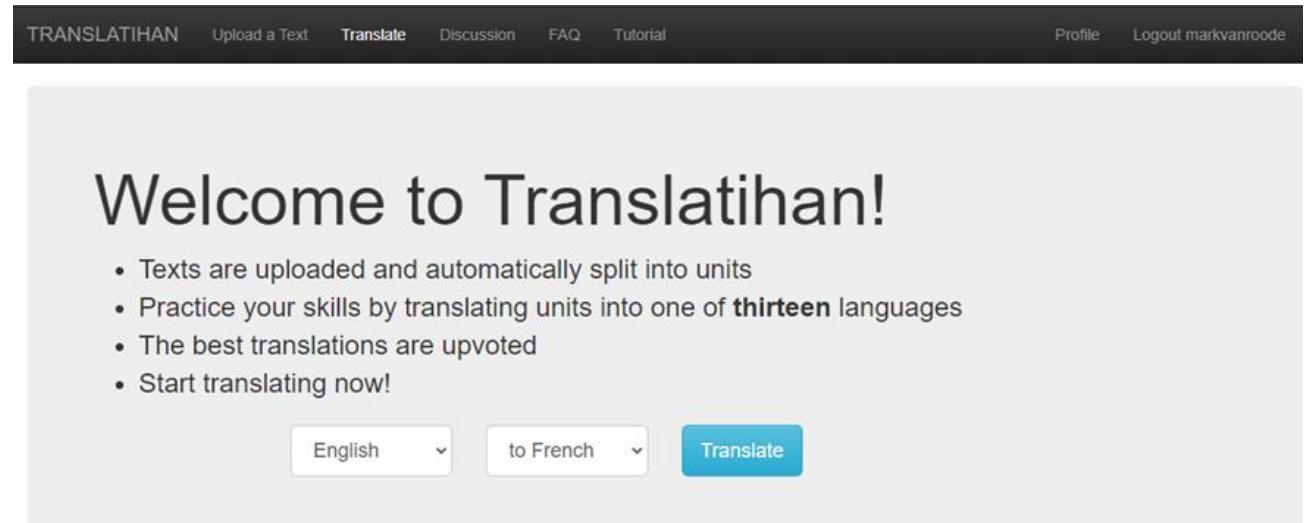 TRANSLATIHAN Upload a Text Translate Discussion FAQ Tutorial Profile Logout markvanroode
Welcome to Translatihan!
• Texts are uploaded and automatically split into units
• Practice your skills by translating units into one of thirteen languages
• The best translations are upvoted
• Start translating now!
English to French Translate